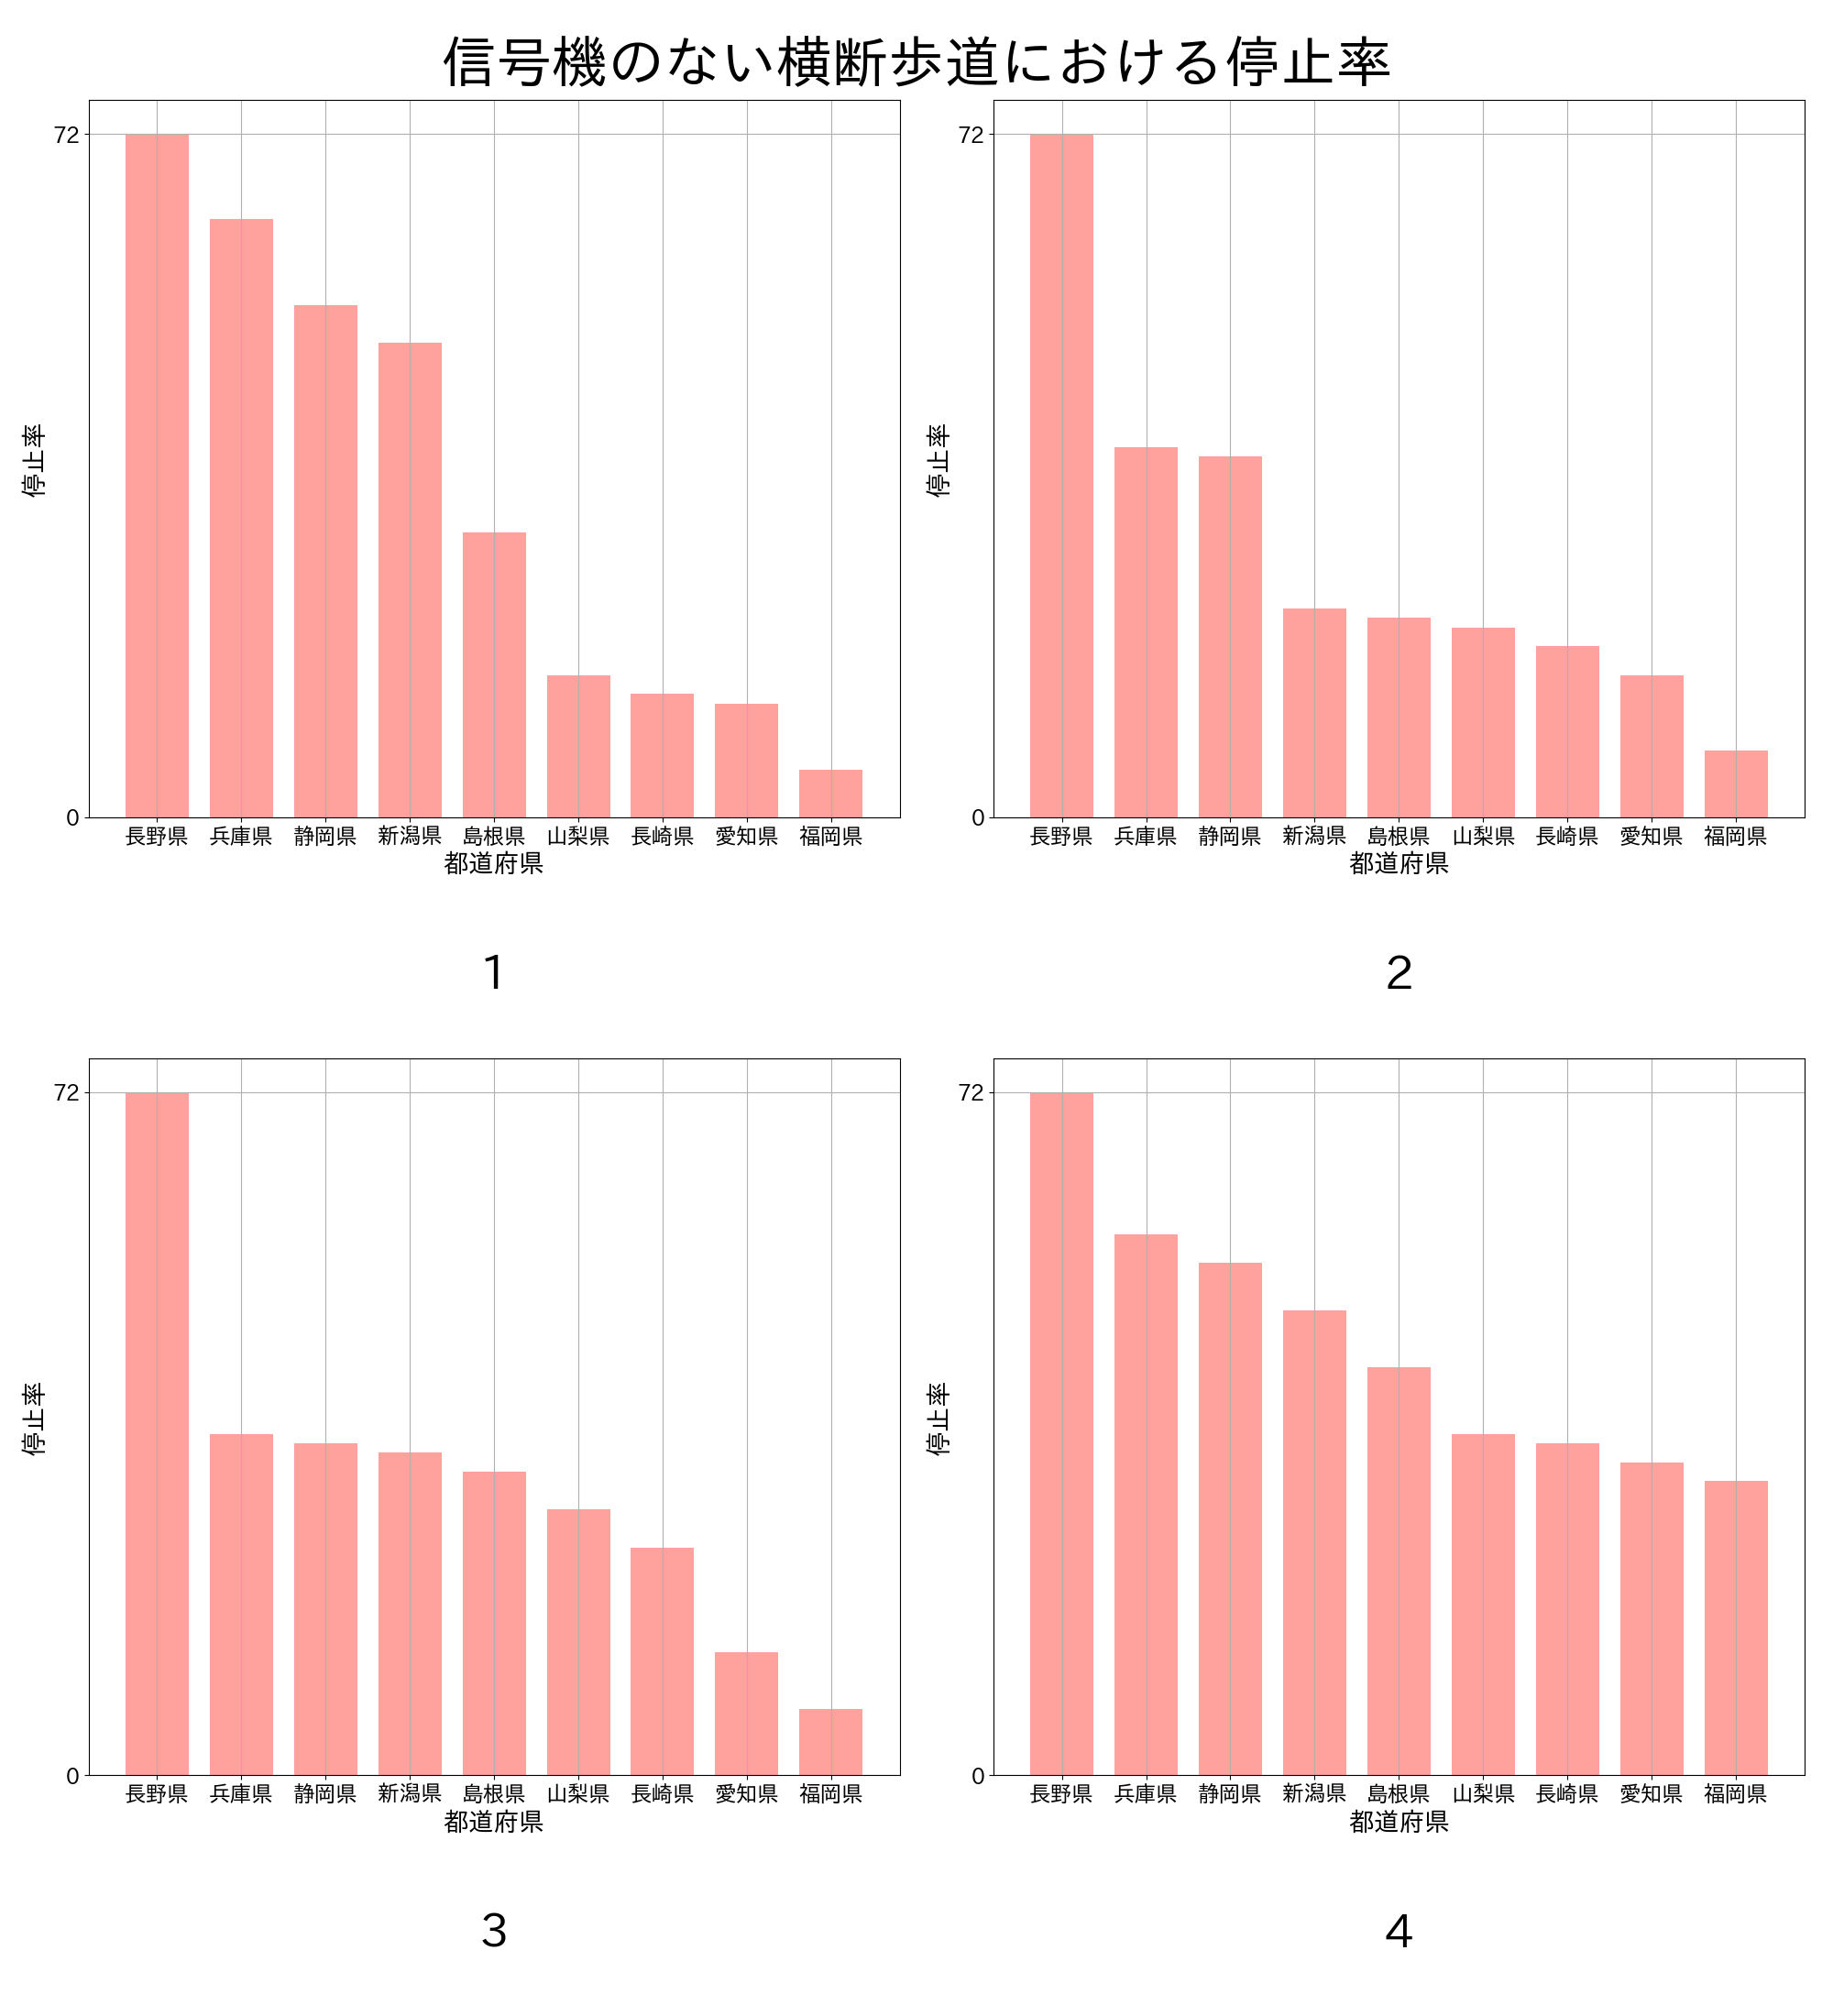 信号機のない横断歩道における停止率
72
0
停止率
長野県 兵庫県 静岡県 新潟県 島根県 山梨県 長崎県 愛知県 福岡県
都道府県
1
72
0
停止率
長野県 兵庫県 静岡県 新潟県 島根県 山梨県 長崎県 愛知県 福岡県
都道府県
2
72
0
停止率
長野県 兵庫県 静岡県 新潟県 島根県 山梨県 長崎県 愛知県 福岡県
都道府県
3
72
0
停止率
長野県 兵庫県 静岡県 新潟県 島根県 山梨県 長崎県 愛知県 福岡県
都道府県
4